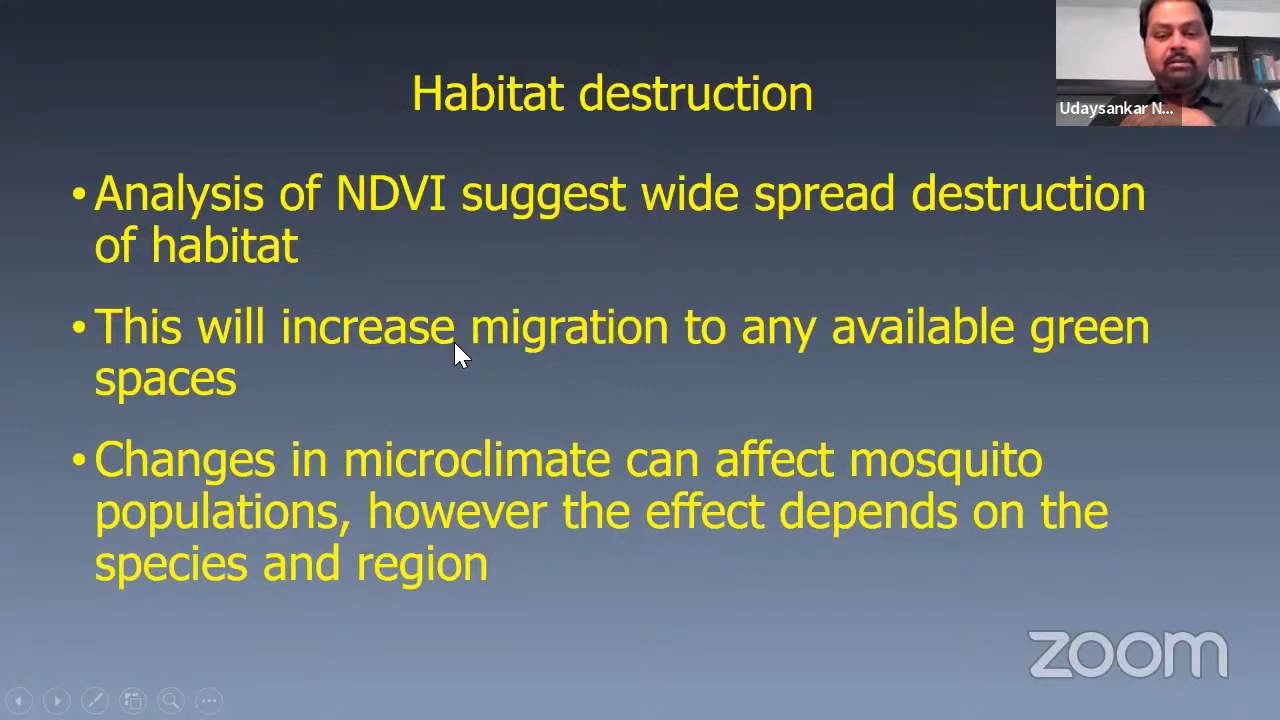 Habitat destruction
Udaysankar N...
• Analysis of NDVI suggest wide spread destruction
of habitat
• This will increase migration to any available green
spaces
• Changes in microclimate can affect mosquito
populations, however the effect depends on the
species and region
zoom